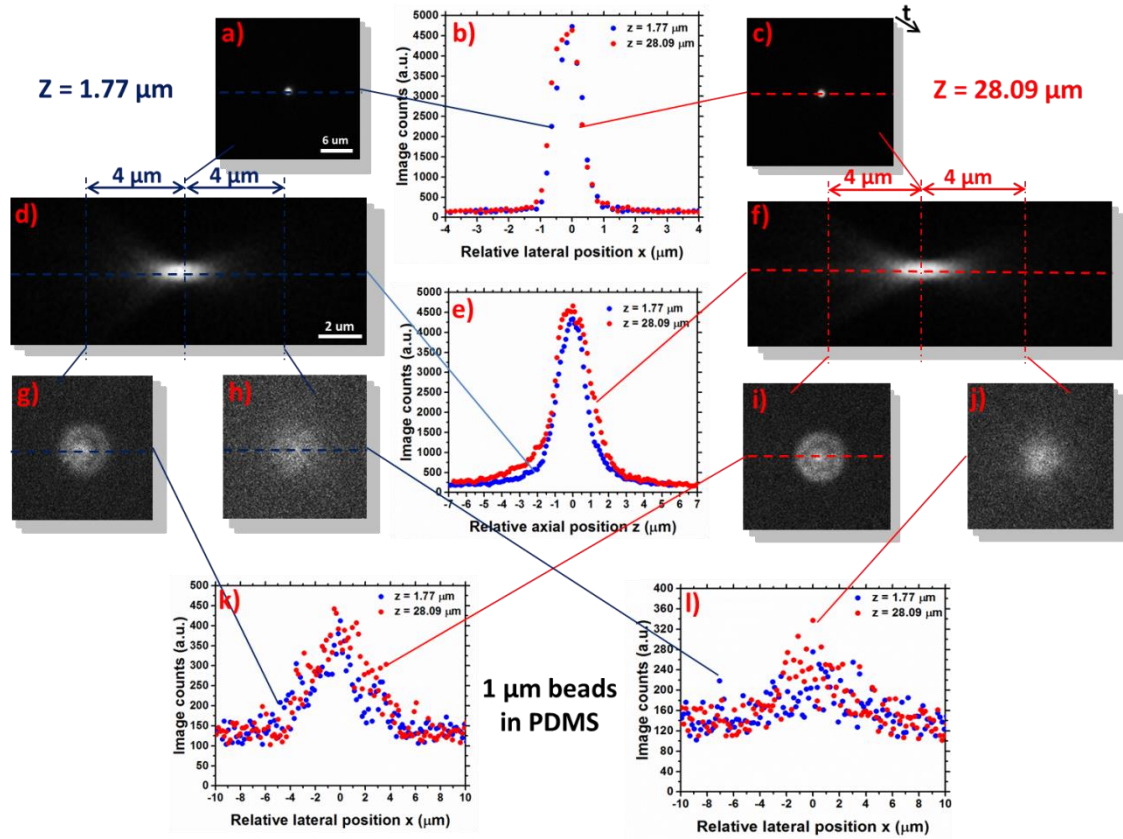 a)
6 um
Z = 1.77 µm
b)
Image counts (a.u.)
5000
4500
4000
3500
3000
2500
2000
1500
1000
500
0
z = 1.77 µm
z = 28.09 µm
-4 -3 -2 -1 0 1 2 3 4
Relative lateral position x (µm)
c)
t
Z = 28.09 µm
4 µm 4 µm
d)
2 um
e)
Image counts (a.u.)
5000
4500
4000
3500
3000
2500
2000
1500
1000
500
0
z = 1.77 µm
z = 28.09 µm
-7 -6 -5 -4 -3 -2 -1 0 1 2 3 4 5 6 7
Relative axial position z (µm)
4 µm 4 µm
f)
g)
h)
i)
j)
k)
Image counts (a.u.)
500
450
400
350
300
250
200
150
100
50
0
z = 1.77 µm
z = 28.09 µm
-10 -8 -6 -4 -2 0 2 4 6 8 10
Relative lateral position x (µm)
1 µm beads
in PDMS
l)
Image counts (a.u.)
400
360
320
280
240
200
160
120
80
40
0
z = 1.77 µm
z = 28.09 µm
-10 -8 -6 -4 -2 0 2 4 6 8 10
Relative lateral position x (µm)